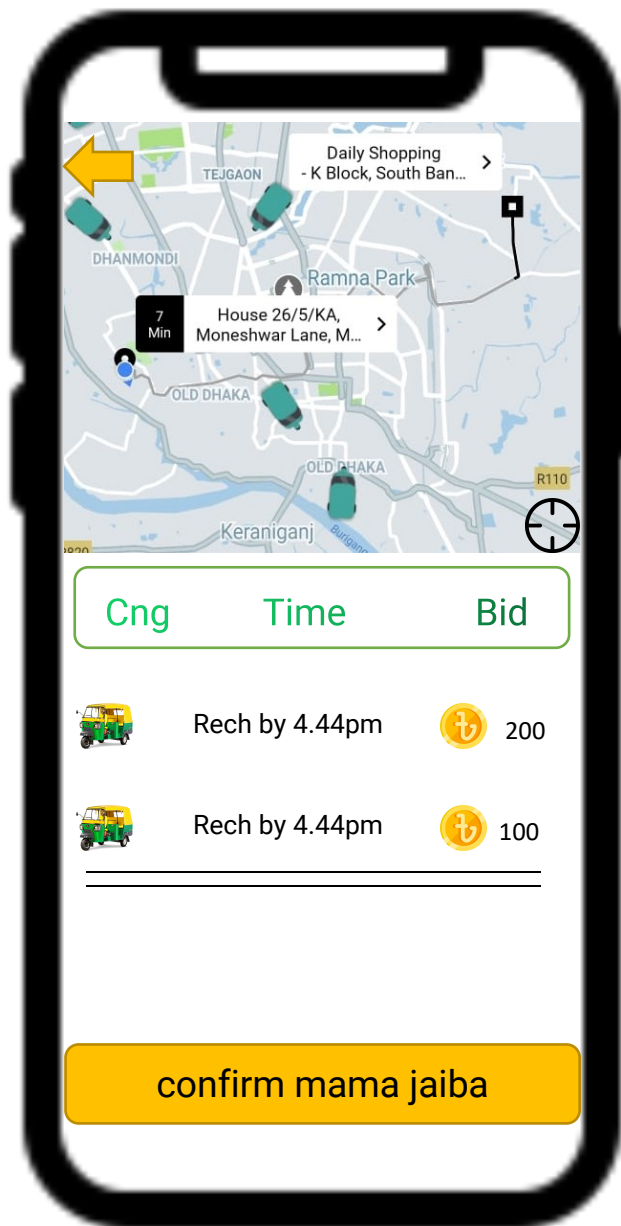 Daily Shopping
- K Block, South Ban...
TEJGAON
DHANMONDI
Ramna Park
7
Min
House 26/5/KA,
Moneshwar Lane, M...
OLD DHAKA
OLD DHAKA
R110
Keraniganj
Burigang
R820
Cng Time Bid
Rech by 4.44pm ৳ 200
Rech by 4.44pm ৳ 100
confirm mama jaiba